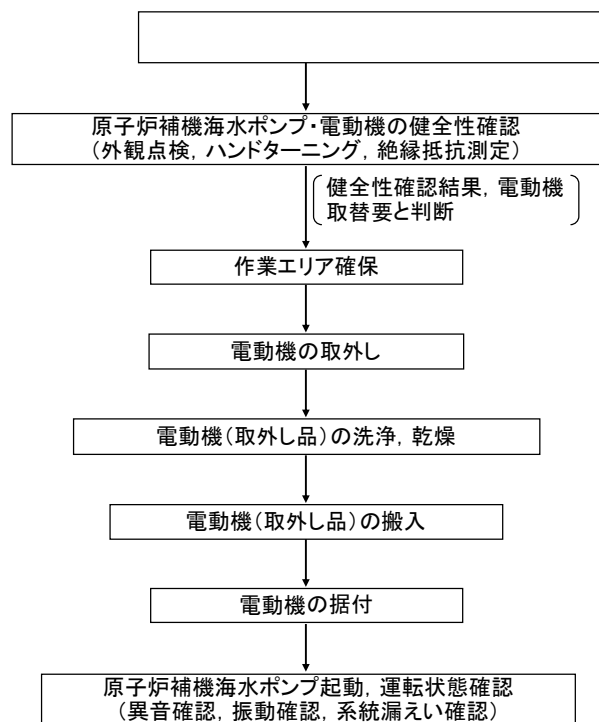 原子炉補機海水ポンプ・電動機の健全性確認
（外観点検，ハンドターニング，絶縁抵抗測定）
健全性確認結果，電動機
取替要と判断
作業エリア確保
電動機の取外し
電動機（取外し品）の洗浄，乾燥
電動機（取外し品）の搬入
電動機の据付
原子炉補機海水ポンプ起動，運転状態確認
（異音確認，振動確認，系統漏えい確認）